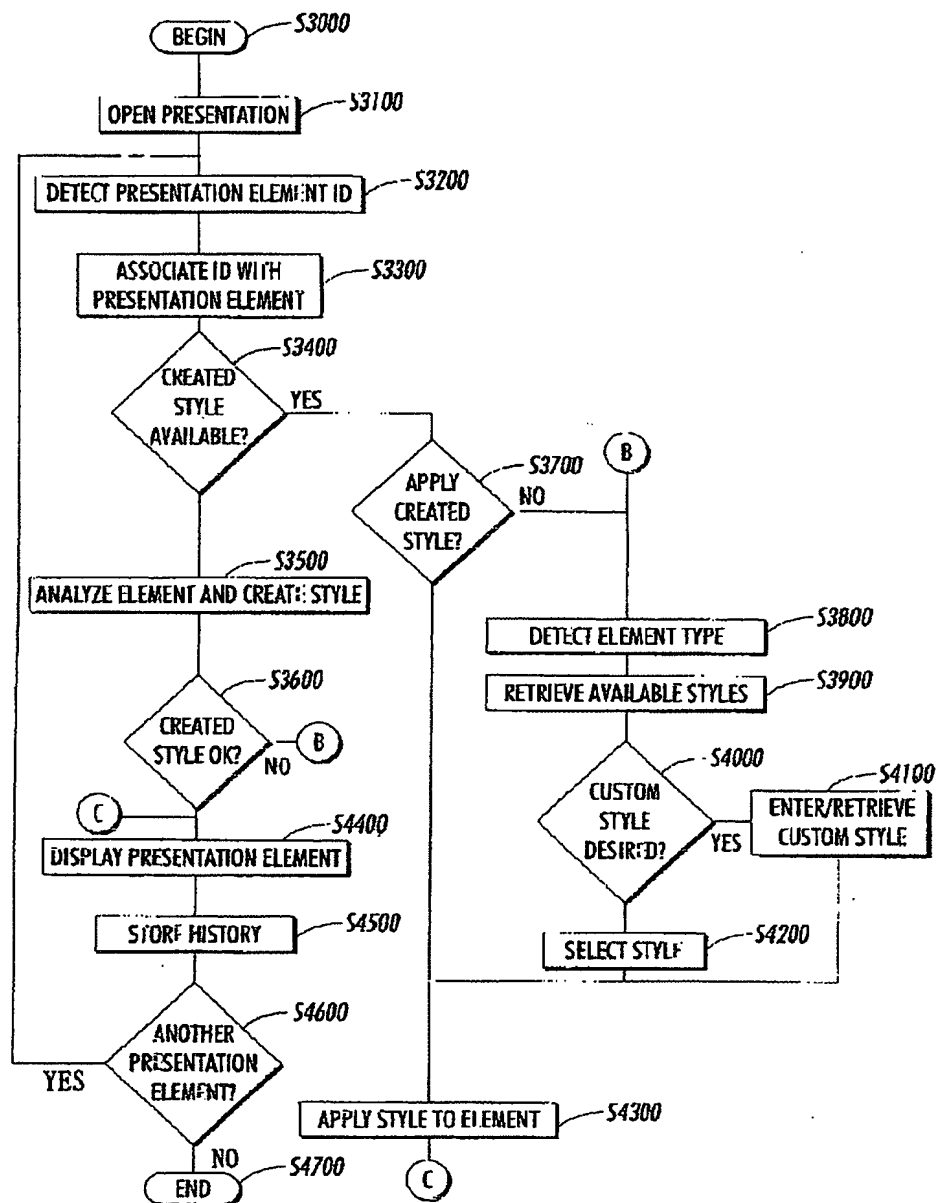 BEGIN
S3000
OPEN PRESENTATION
S3100
DETECT PRESENTATION ELEMENT ID
S3200
ASSOCIATE ID WITH
PRESENTATION ELEMENT
S3300
CREATED
STYLE
AVAILABLE?
S3400
YES
APPLY
CREATED
STYLE?
S3700
NO
B
ANALYZE ELEMENT AND CREATE STYLE
S3500
DETECT ELEMENT TYPE
S3800
RETRIEVE AVAILABLE STYLES
S3900
CREATED
STYLE OK?
S3600
NO
B
CUSTOM
STYLE
DESIRED?
S4000
YES
ENTER/RETRIEVE
CUSTOM STYLE
S4100
C
DISPLAY PRESENTATION ELEMENT
S4400
STORE HISTORY
S4500
SELECT STYLE
S4200
ANOTHER
PRESENTATION
ELEMENT?
S4600
YES
NO
APPLY STYLE TO ELEMENT
S4300
C
END
S4700